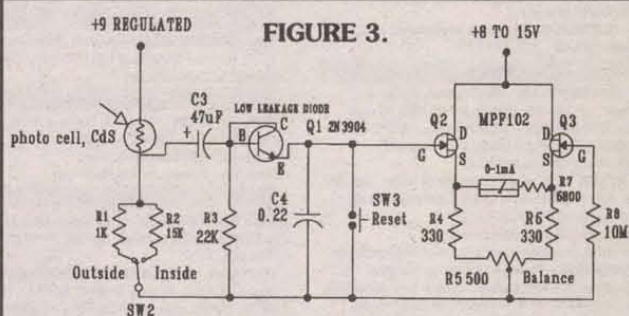 +9 REGULATED
FIGURE 3.
+8 TO 15V
C3
47uF
LOW LEAKAGE DIODE
Q1 2N3904
Q2
MPF102
Q3
photo cell, CdS
+
B
C
E
D
G
S
D
S
G
0-1mA
R7
6800
R1
1K
R2
15K
R3
22K
C4
0.22
SW3
Reset
R4
330
R6
330
R8
10M
Outside
Inside
R5 500
Balance
SW2